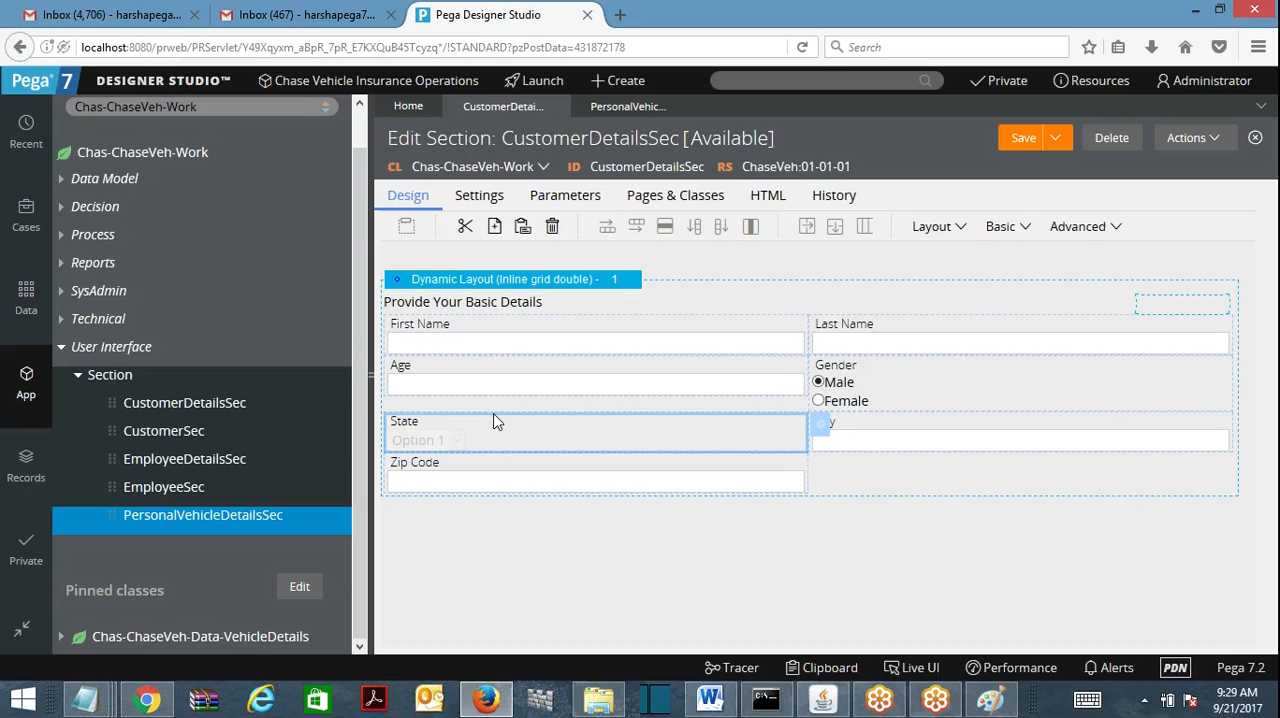 Inbox (4,706) - harshapega...
Inbox (467) - harshapega7...
Pega Designer Studio
localhost:8080/prweb/PRServlet/Y49Xqyxm_aBpR_7pR_E7KXQuB45Tcyzq*/!STANDARD?pzPostData=431872178
Search
Pega 7 DESIGNER STUDIO™ Chase Vehicle Insurance Operations Launch Create Private Resources Administrator
Chas-ChaseVeh-Work
Home CustomerDetai... PersonalVehic...
Recent
Cases
Data
App
Records
Private
Chas-ChaseVeh-Work
Data Model
Decision
Process
Reports
SysAdmin
Technical
User Interface
Section
CustomerDetailsSec
CustomerSec
EmployeeDetailsSec
EmployeeSec
PersonalVehicleDetailsSec
Pinned classes Edit
Chas-ChaseVeh-Data-VehicleDetails
Edit Section: CustomerDetailsSec [Available]
Save Delete Actions
CL Chas-ChaseVeh-Work ID CustomerDetailsSec RS ChaseVeh:01-01-01
Design Settings Parameters Pages & Classes HTML History
Layout Basic Advanced
Dynamic Layout (Inline grid double) - 1
Provide Your Basic Details
First Name Last Name
Age Gender
Male
Female
State y
Option 1
Zip Code
Tracer Clipboard Live UI Performance Alerts PDN Pega 7.2
9:29 AM
9/21/2017